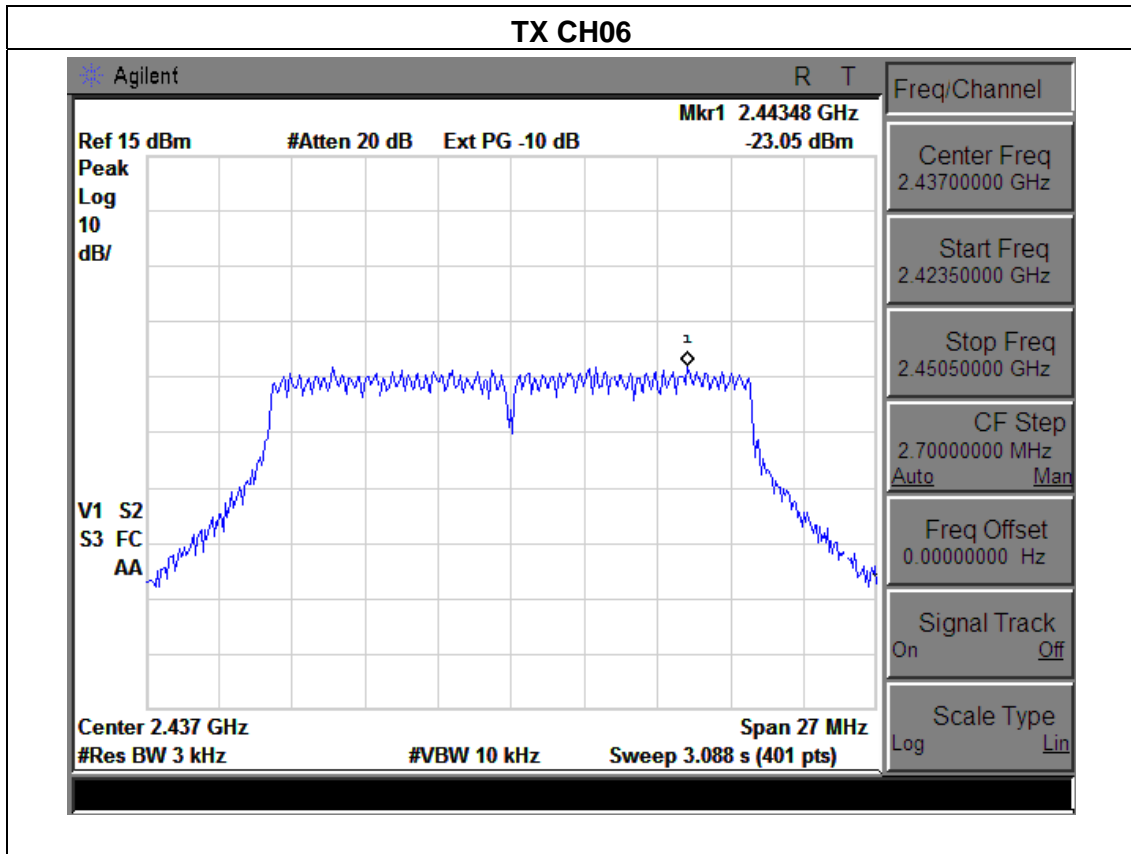 TX CH06
Agilent R T
Mkr1 2.44348 GHz
Ref 15 dBm #Atten 20 dB Ext PG -10 dB -23.05 dBm
Peak
Log
10
dB/
1
V1 S2
S3 FC
AA
Center 2.437 GHz Span 27 MHz
#Res BW 3 kHz #VBW 10 kHz Sweep 3.088 s (401 pts)
Freq/Channel
Center Freq
2.43700000 GHz
Start Freq
2.42350000 GHz
Stop Freq
2.45050000 GHz
CF Step
2.70000000 MHz
Auto Man
Freq Offset
0.00000000 Hz
Signal Track
On Off
Scale Type
Log Lin